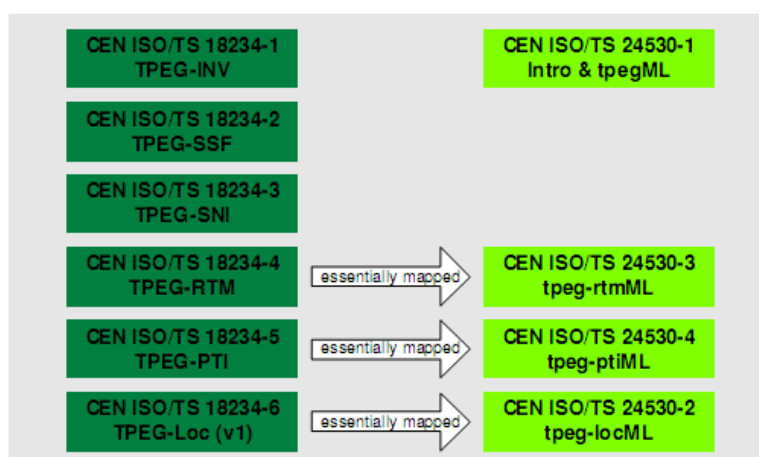 CEN ISO/TS 18234-1
TPEG-INV
CEN ISO/TS 24530-1
Intro & tpegML
CEN ISO/TS 18234-2
TPEG-SSF
CEN ISO/TS 18234-3
TPEG-SNI
CEN ISO/TS 18234-4
TPEG-RTM
essentially mapped
CEN ISO/TS 24530-3
tpeg-rtmML
CEN ISO/TS 18234-5
TPEG-PTI
essentially mapped
CEN ISO/TS 24530-4
tpeg-ptiML
CEN ISO/TS 18234-6
TPEG-Loc (v1)
essentially mapped
CEN ISO/TS 24530-2
tpeg-locML